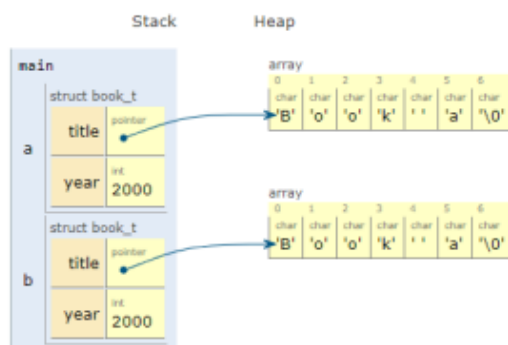 Stack Heap
main
array
0 1 2 3 4 5 6
struct book_t
char char char char char char char
title pointer
'B' 'o' 'o' 'k' ' ' 'a' '\0'
a
year int 2000
array
struct book_t
0 1 2 3 4 5 6
char char char char char char char
title pointer
'B' 'o' 'o' 'k' ' ' 'a' '\0'
b
year int 2000